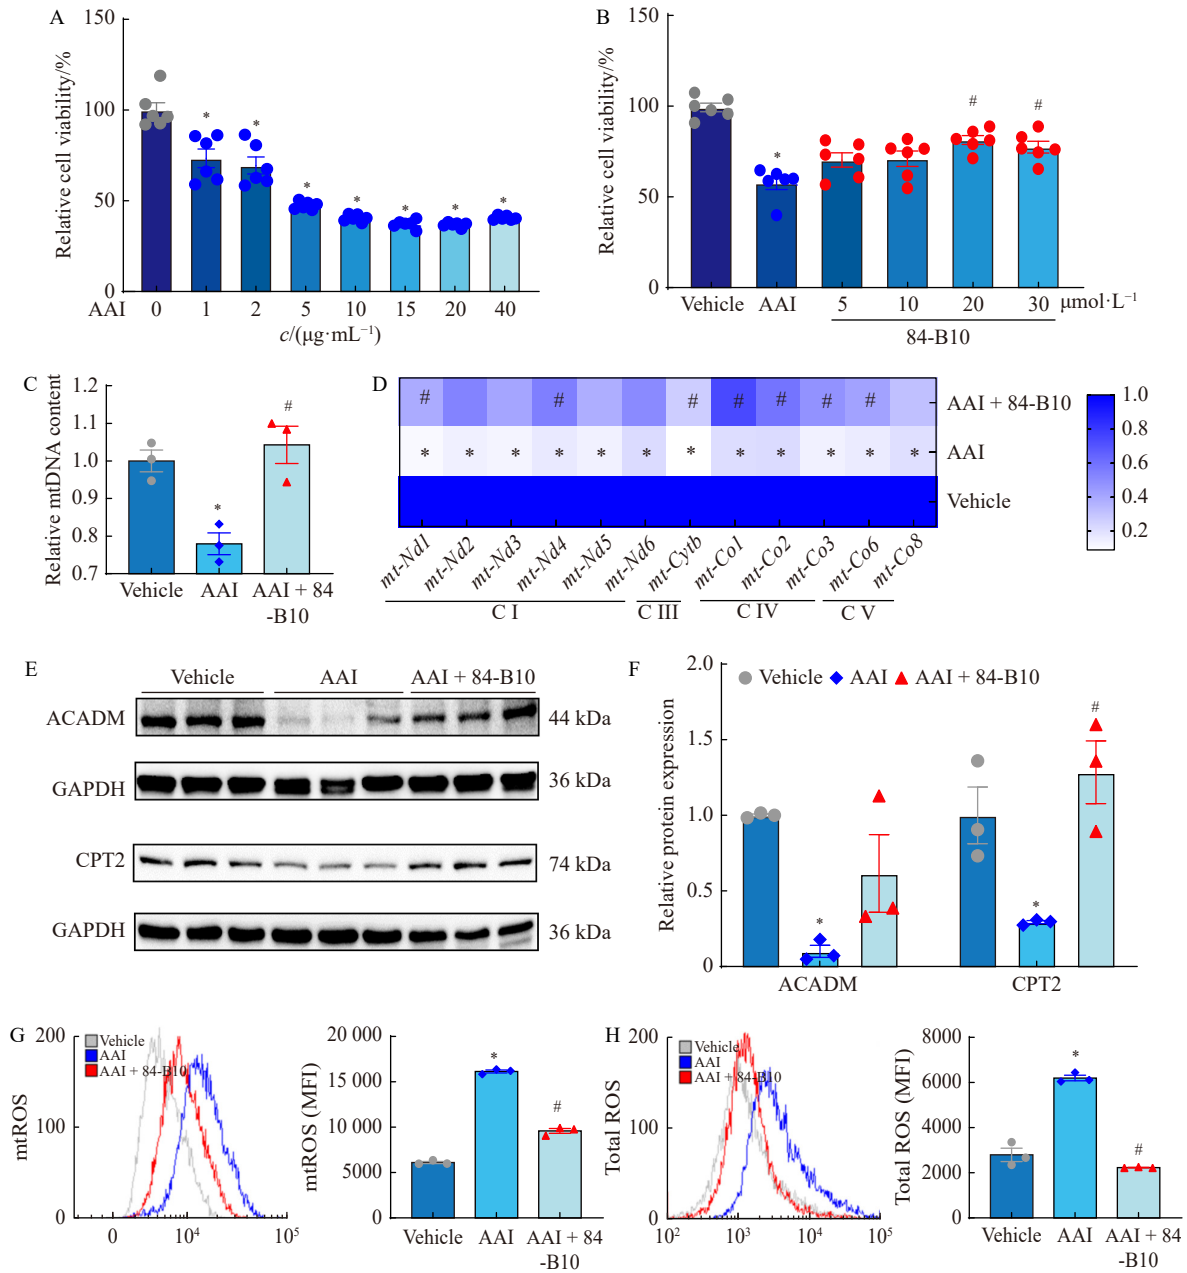 A
150
100
50
0
Relative cell viability/%
*
*
*
*
*
*
*
AAI 0 1 2 5 10 15 20 40
c/(μg·mL⁻¹)
B
150
100
50
0
Relative cell viability/%
*
#
#
Vehicle AAI 5 10 20 30 μmol·L⁻¹
84-B10
C
1.2
1.1
1.0
0.9
0.8
0.7
Relative mtDNA content
*
#
Vehicle AAI AAI + 84
-B10
D
# # # # # # #
AAI + 84-B10
* * * * * * * * * * * *
AAI
Vehicle
1.0
0.8
0.6
0.4
0.2
mt-Nd1 mt-Nd2 mt-Nd3 mt-Nd4 mt-Nd5 mt-Nd6 mt-Cytb mt-Co1 mt-Co2 mt-Co3 mt-Co6 mt-Co8
C I C III C IV C V
E
Vehicle AAI AAI + 84-B10
ACADM 44 kDa
GAPDH 36 kDa
CPT2 74 kDa
GAPDH 36 kDa
F
2.0
1.5
1.0
0.5
0
Relative protein expression
Vehicle AAI AAI + 84-B10
*
*
#
ACADM CPT2
G
200
100
0
mtROS
Vehicle
AAI
AAI + 84-B10
0 10⁴ 10⁵
20 000
15 000
10 000
5000
0
mtROS (MFI)
*
#
Vehicle AAI AAI + 84
-B10
H
200
100
0
Total ROS
Vehicle
AAI
AAI + 84-B10
10² 10³ 10⁴ 10⁵
8000
6000
4000
2000
0
Total ROS (MFI)
*
#
Vehicle AAI AAI + 84
-B10